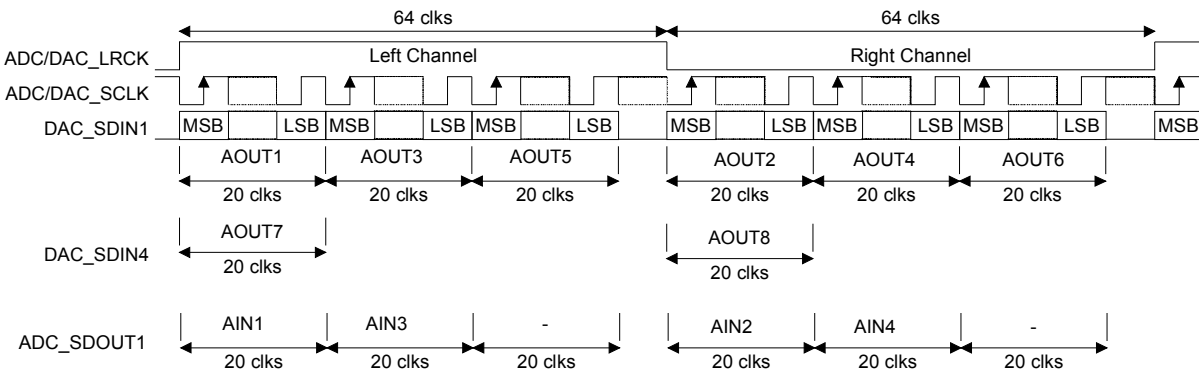 64 clks 64 clks
ADC/DAC_LRCK Left Channel Right Channel
ADC/DAC_SCLK
DAC_SDIN1 MSB LSB MSB LSB MSB LSB MSB LSB MSB LSB MSB LSB MSB
AOUT1 AOUT3 AOUT5 AOUT2 AOUT4 AOUT6
20 clks 20 clks 20 clks 20 clks 20 clks 20 clks
DAC_SDIN4 AOUT7 AOUT8
20 clks 20 clks
ADC_SDOUT1 AIN1 AIN3 - AIN2 AIN4 -
20 clks 20 clks 20 clks 20 clks 20 clks 20 clks